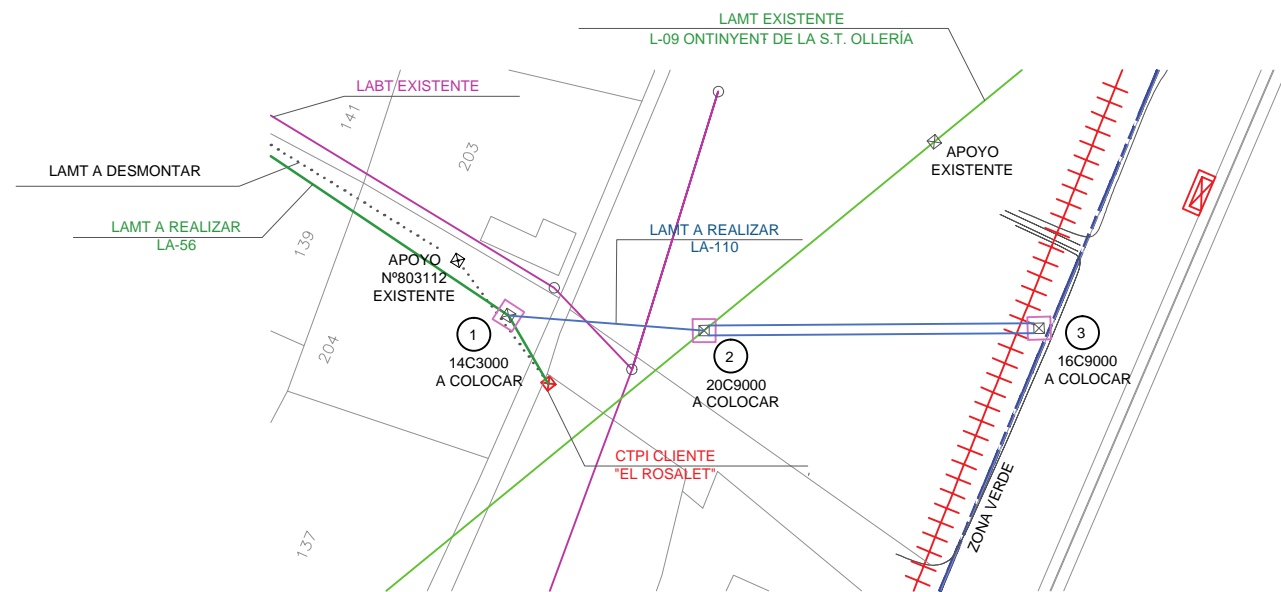 LAMT EXISTENTE
L-09 ONTINYENT DE LA S.T. OLLERÍA
LABT EXISTENTE
141
203
APOYO
EXISTENTE
LAMT A DESMONTAR
LAMT A REALIZAR
LA-56
139
LAMT A REALIZAR
LA-110
APOYO
Nº803112
EXISTENTE
1
14C3000
A COLOCAR
204
2
20C9000
A COLOCAR
3
16C9000
A COLOCAR
CTPI CLIENTE
"EL ROSALET"
ZONA VERDE
137